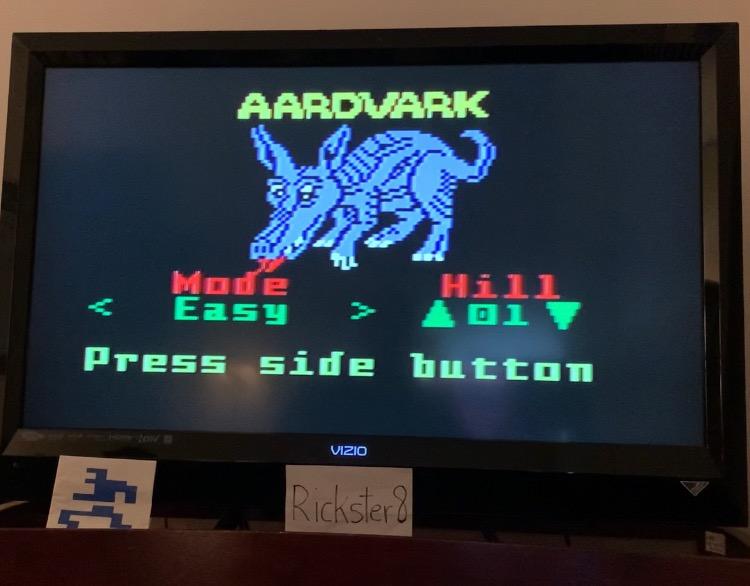 AARDVARK
Mode Hill
< Easy > ▲ 01 ▼
Press side button
VIZIO
Rickster8